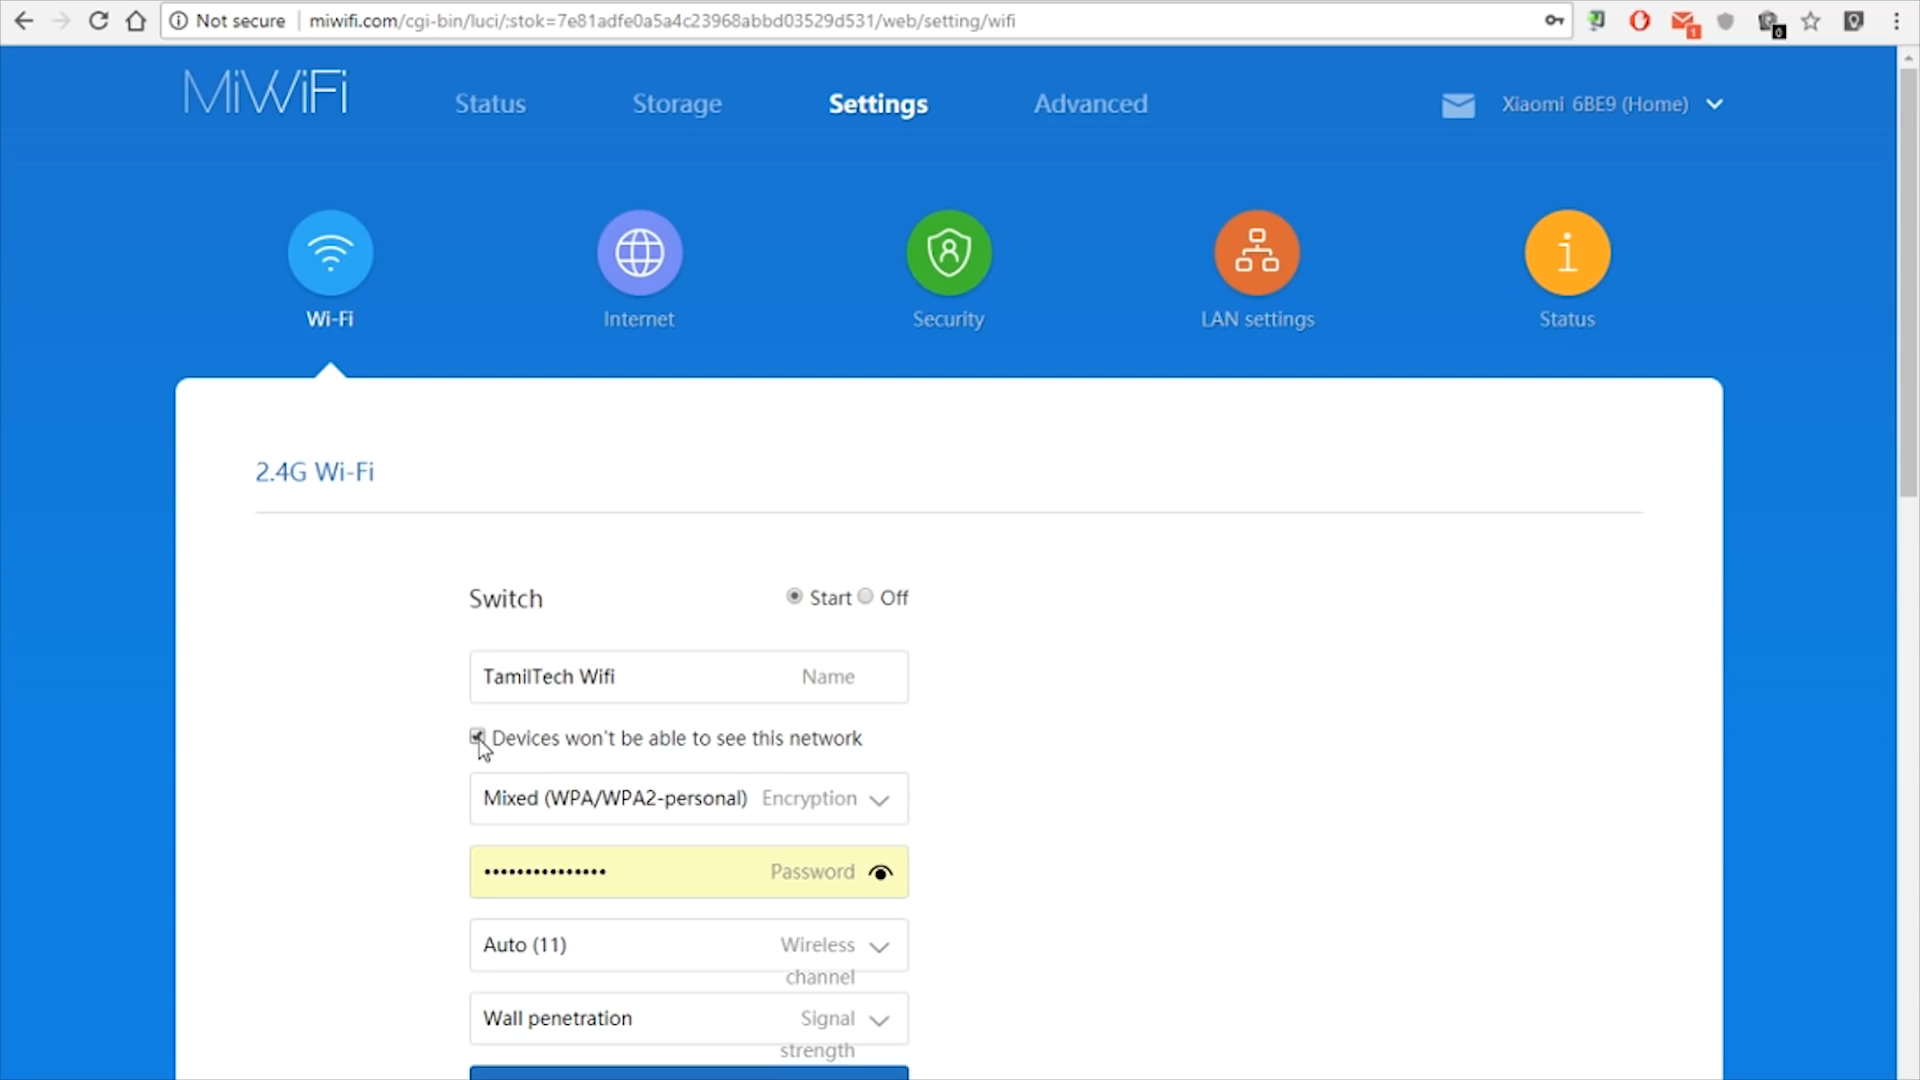 Not secure miwifi.com/cgi-bin/luci/;stok=7e81adfe0a5a4c23968abbd03529d531/web/setting/wifi
1
0
MiWiFi Status Storage Settings Advanced Xiaomi 6BE9 (Home)
Wi-Fi Internet Security LAN settings Status
2.4G Wi-Fi
Switch Start Off
TamilTech Wifi Name
Devices won't be able to see this network
Mixed (WPA/WPA2-personal) Encryption
••••••••••••••• Password
Auto (11) Wireless
channel
Wall penetration Signal
strength